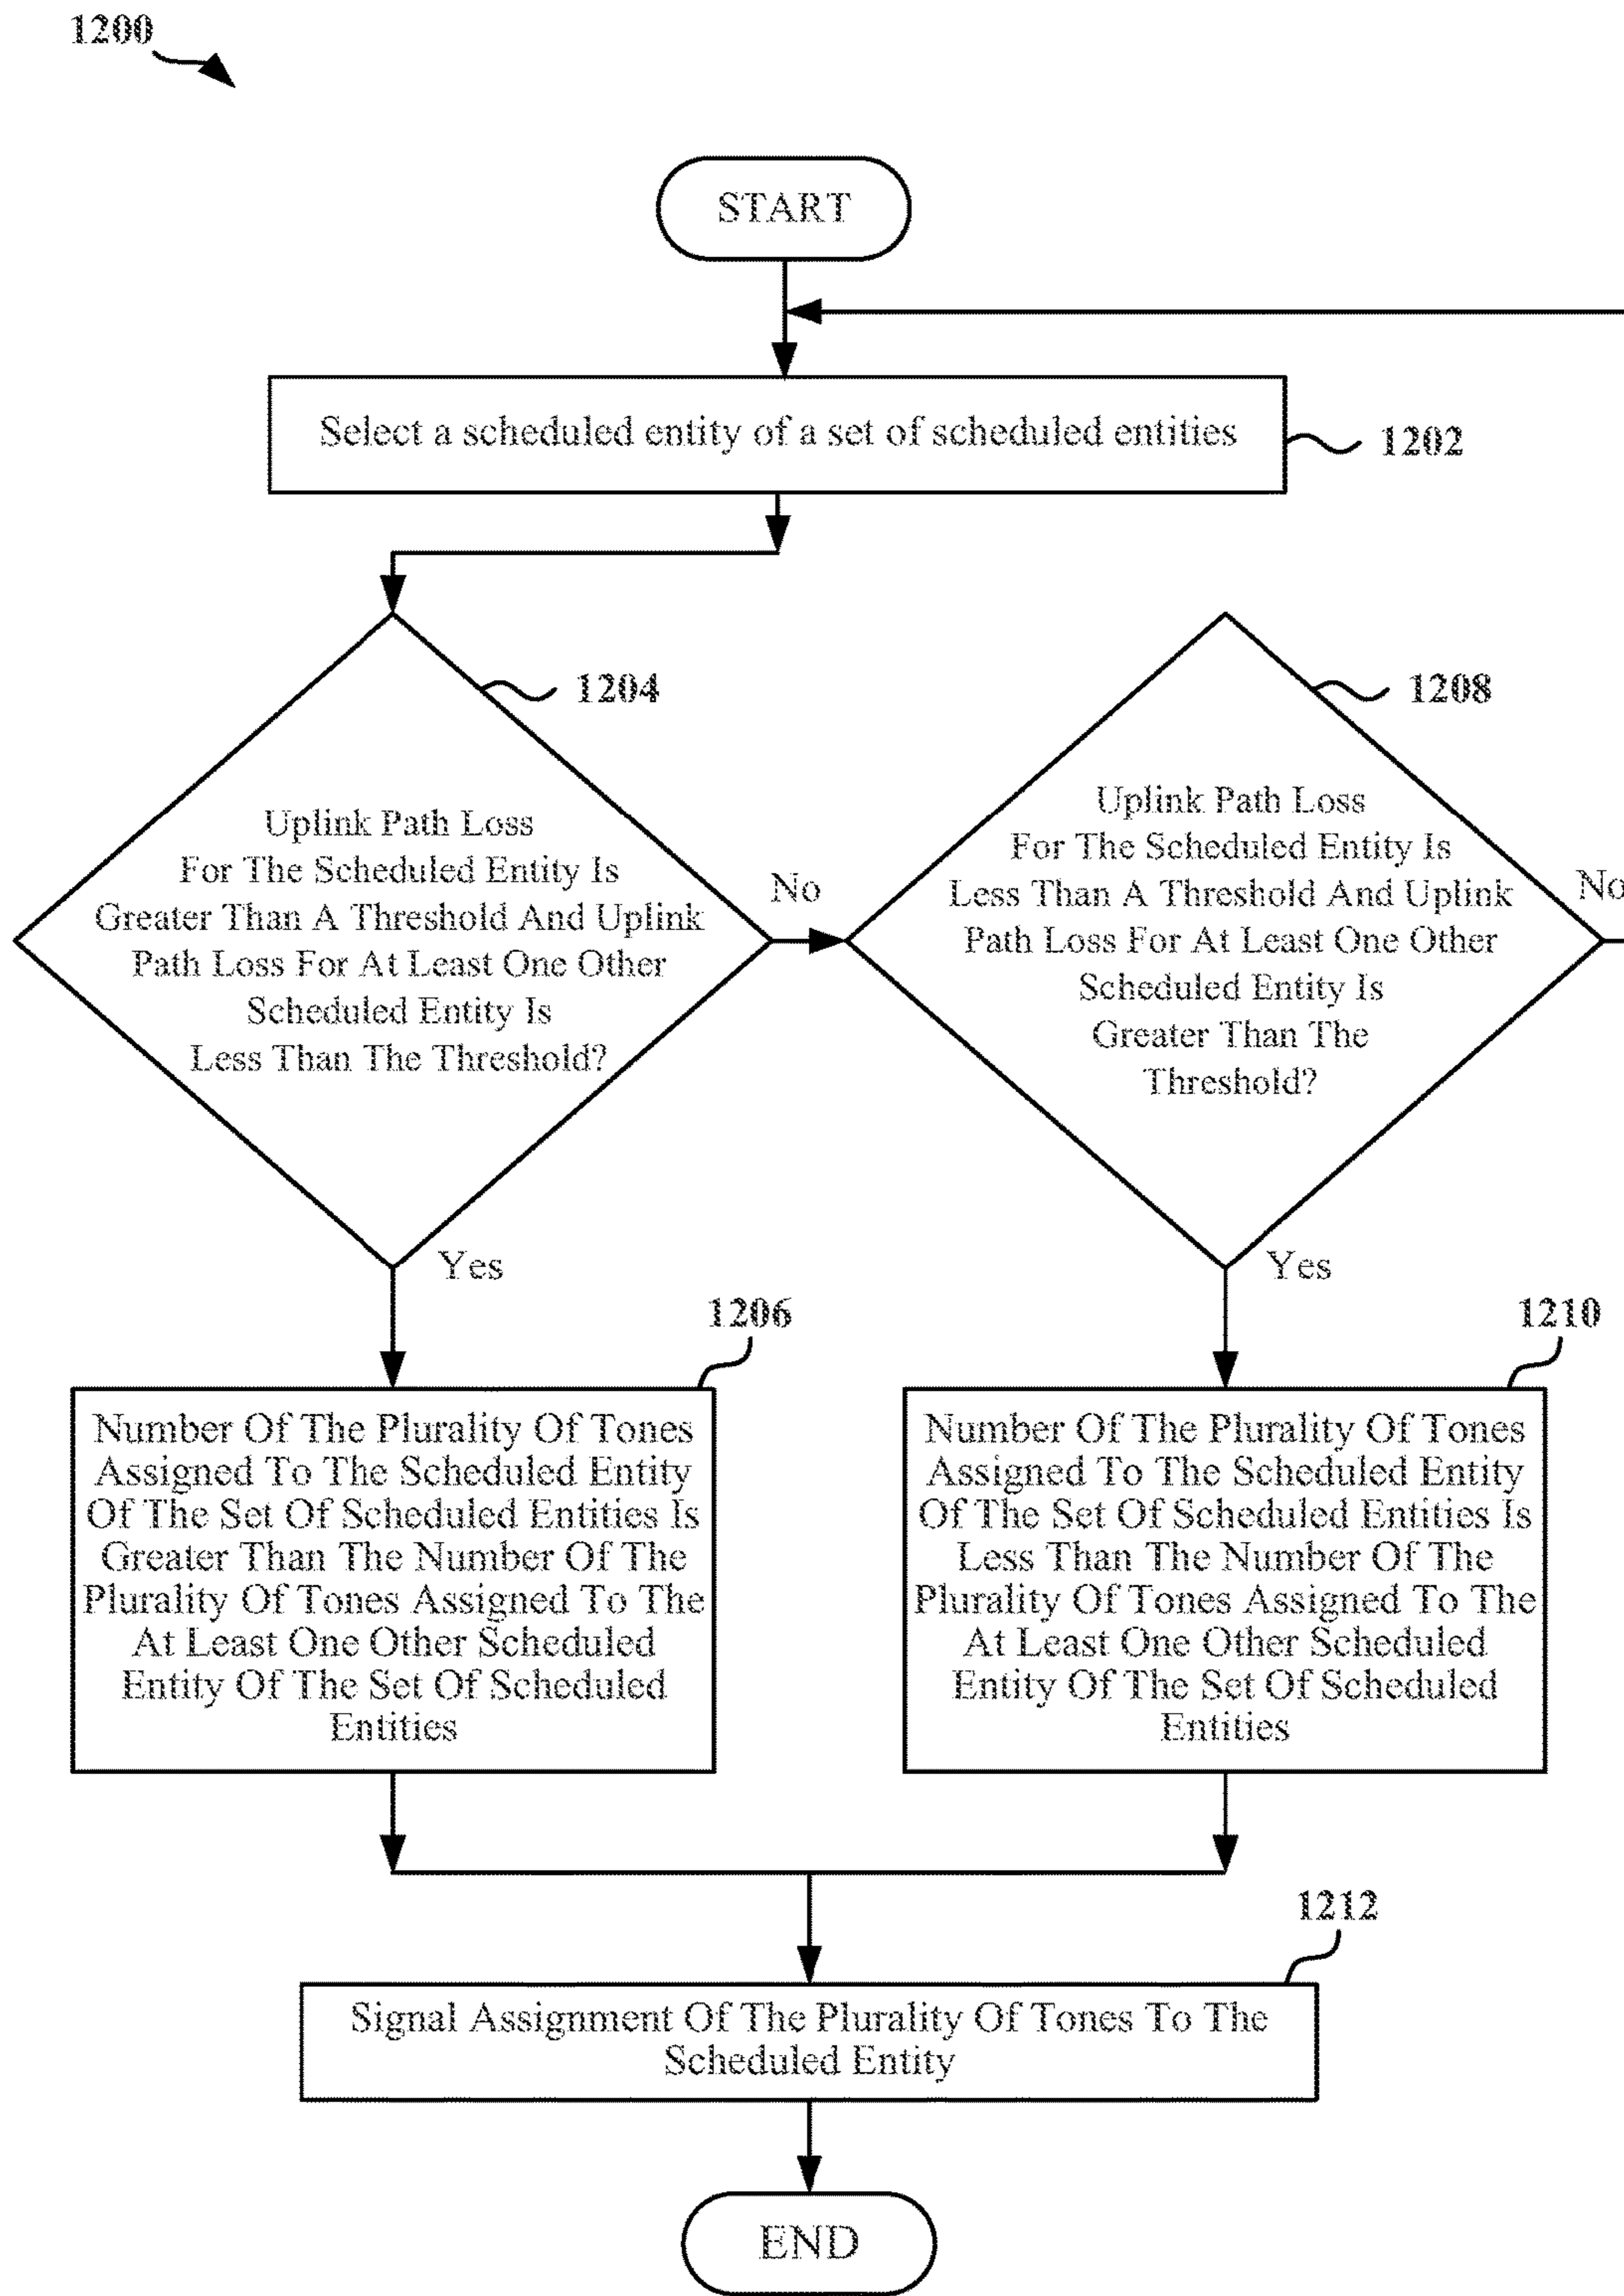 1200
START
Select a scheduled entity of a set of scheduled entities
1202
1204
Uplink Path Loss
For The Scheduled Entity Is
Greater Than A Threshold And Uplink
Path Loss For At Least One Other
Scheduled Entity Is
Less Than The Threshold?
No
Yes
1208
Uplink Path Loss
For The Scheduled Entity Is
Less Than A Threshold And Uplink
Path Loss For At Least One Other
Scheduled Entity Is
Greater Than The
Threshold?
No
Yes
1206
Number Of The Plurality Of Tones
Assigned To The Scheduled Entity
Of The Set Of Scheduled Entities Is
Greater Than The Number Of The
Plurality Of Tones Assigned To The
At Least One Other Scheduled
Entity Of The Set Of Scheduled
Entities
1210
Number Of The Plurality Of Tones
Assigned To The Scheduled Entity
Of The Set Of Scheduled Entities Is
Less Than The Number Of The
Plurality Of Tones Assigned To The
At Least One Other Scheduled
Entity Of The Set Of Scheduled
Entities
1212
Signal Assignment Of The Plurality Of Tones To The
Scheduled Entity
END